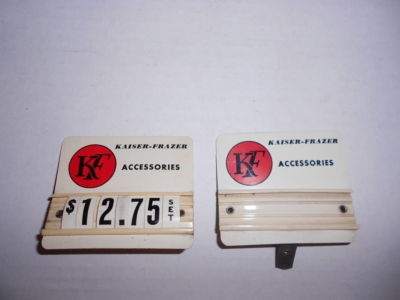 KAISER-FRAZER
KF
ACCESSORIES
$12.75 SET
KAISER-FRAZER
KF
ACCESSORIES